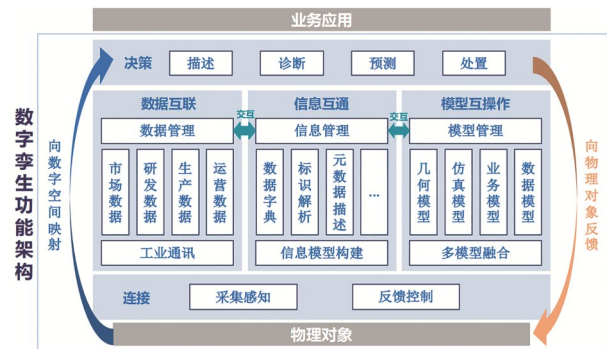 业务应用
决策
描述
诊断
预测
处置
数据互联
交互
信息互通
交互
模型互操作
数据管理
信息管理
模型管理
市场数据
研发数据
生产数据
运营数据
数据字典
标识解析
元数据描述
...
几何模型
仿真模型
业务模型
数据模型
工业通讯
信息模型构建
多模型融合
连接
采集感知
反馈控制
物理对象
数字孪生功能架构
向数字空间映射
向物理对象反馈